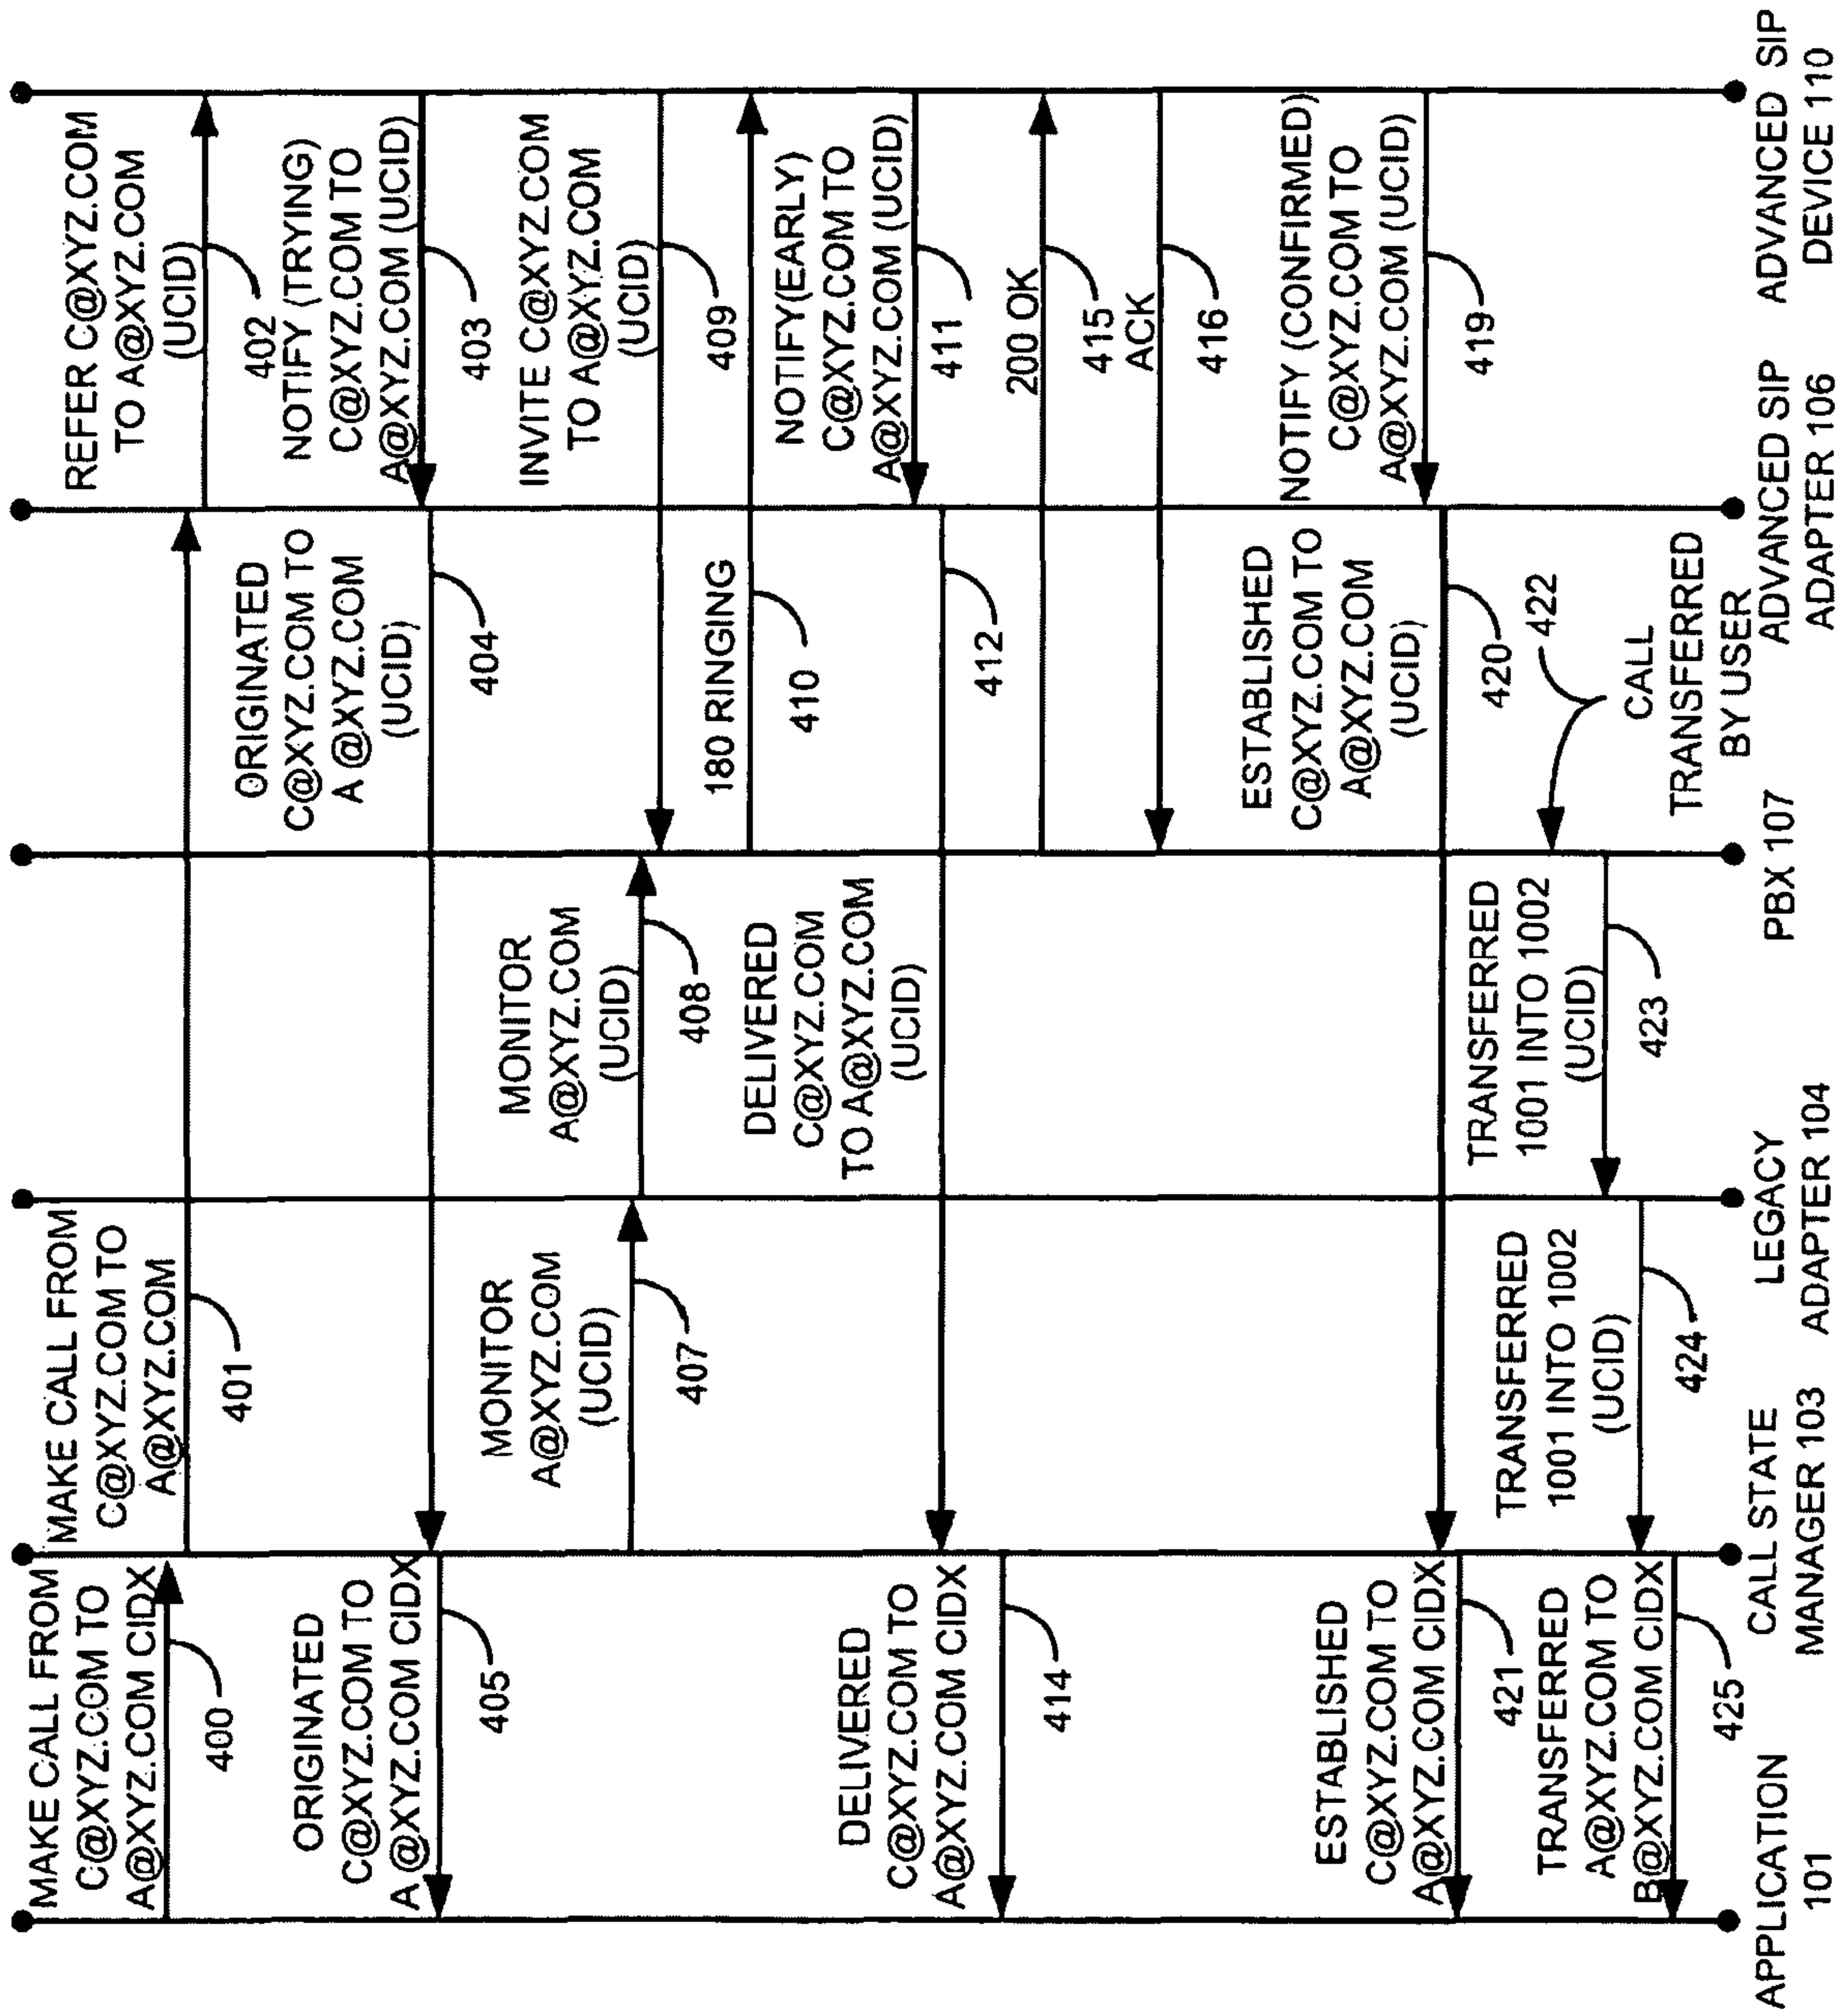 MAKE CALL FROM
C@XYZ.COM TO
A@XYZ.COM CIDX
400
MAKE CALL FROM
C@XYZ.COM TO
A@XYZ.COM
401
REFER C@XYZ.COM
TO A@XYZ.COM
(UCID)
402
NOTIFY (TRYING)
C@XYZ.COM TO
A@XYZ.COM (UCID)
403
ORIGINATED
C@XYZ.COM TO
A @XYZ.COM
(UCID)
404
ORIGINATED
C@XYZ.COM TO
A @XYZ.COM CIDX
405
MONITOR
A@XYZ.COM
(UCID)
407
MONITOR
A@XYZ.COM
(UCID)
408
INVITE C@XYZ.COM
TO A@XYZ.COM
(UCID)
409
180 RINGING
410
NOTIFY(EARLY)
C@XYZ.COM TO
A@XYZ.COM (UCID)
411
DELIVERED
C@XYZ.COM
TO A@XYZ.COM
(UCID)
412
DELIVERED
C@XYZ.COM TO
A@XYZ.COM CIDX
414
200 OK
415
ACK
416
NOTIFY (CONFIRMED)
C@XYZ.COM TO
A@XYZ.COM (UCID)
419
ESTABLISHED
C@XYZ.COM TO
A@XYZ.COM
(UCID)
420
ESTABLISHED
C@XYZ.COM TO
A@XYZ.COM CIDX
421
422
CALL
TRANSFERRED
BY USER
TRANSFERRED
1001 INTO 1002
(UCID)
423
TRANSFERRED
1001 INTO 1002
(UCID)
424
TRANSFERRED
A@XYZ.COM TO
B@XYZ.COM CIDX
425
APPLICATION
101
CALL STATE
MANAGER 103
LEGACY
ADAPTER 104
PBX 107
ADVANCED SIP
ADAPTER 106
ADVANCED SIP
DEVICE 110